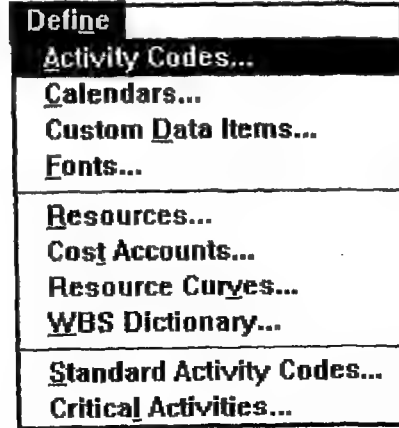 Define
Activity Codes...
Calendars...
Custom Data Items...
Fonts...
Resources...
Cost Accounts...
Resource Curves...
WBS Dictionary...
Standard Activity Codes...
Critical Activities...